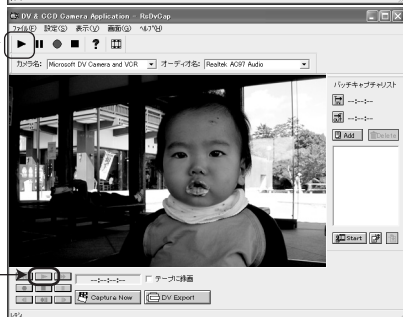 DV & CCD Camera Application - RsDvCap
ファイル(F) 設定(S) 表示(V) 画面(G) ヘルプ(H)
カメラ名: Microsoft DV Camera and VCR オーディオ名: Realtek AC97 Audio
バッチキャプチャリスト
--:--:--
--:--:--
Add Delete
Start
--:--:--:-- テープに録画
Capture Now DV Export